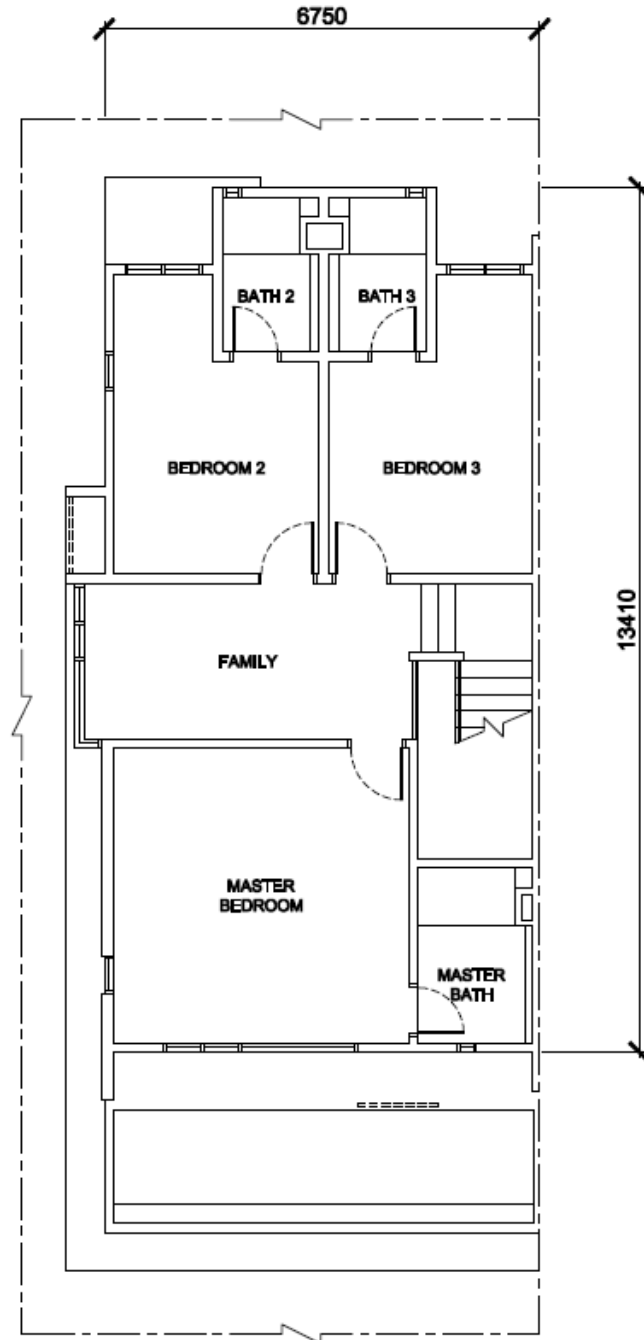 6750
BATH 2
BATH 3
BEDROOM 2
BEDROOM 3
13410
FAMILY
MASTER
BEDROOM
MASTER
BATH